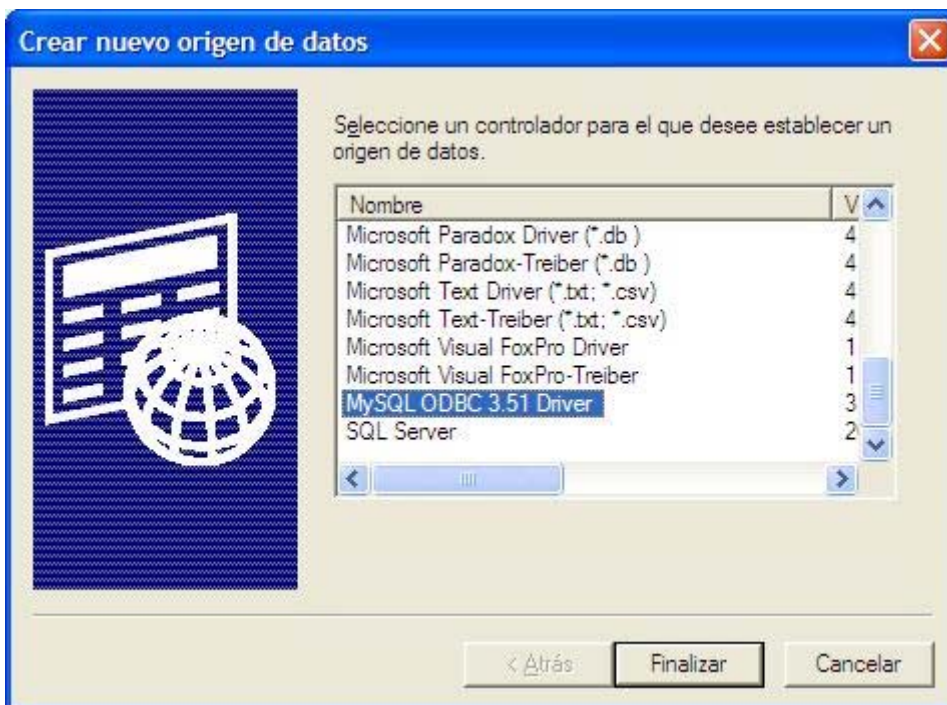 Crear nuevo origen de datos
Seleccione un controlador para el que desee establecer un
origen de datos.
Nombre V
Microsoft Paradox Driver (*.db ) 4
Microsoft Paradox-Treiber (*.db ) 4
Microsoft Text Driver (*.txt; *.csv) 4
Microsoft Text-Treiber (*.txt; *.csv) 4
Microsoft Visual FoxPro Driver 1
Microsoft Visual FoxPro-Treiber 1
MySQL ODBC 3.51 Driver 3
SQL Server 2
< Atrás Finalizar Cancelar